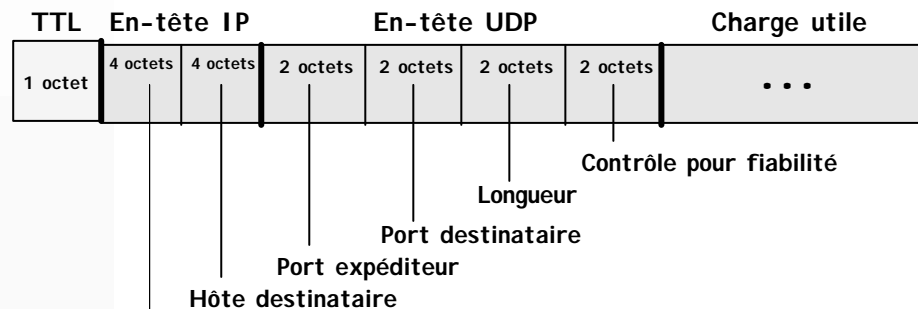 TTL En-tête IP En-tête UDP Charge utile
1 octet 4 octets 4 octets 2 octets 2 octets 2 octets 2 octets ...
Contrôle pour fiabilité
Longueur
Port destinataire
Port expéditeur
Hôte destinataire